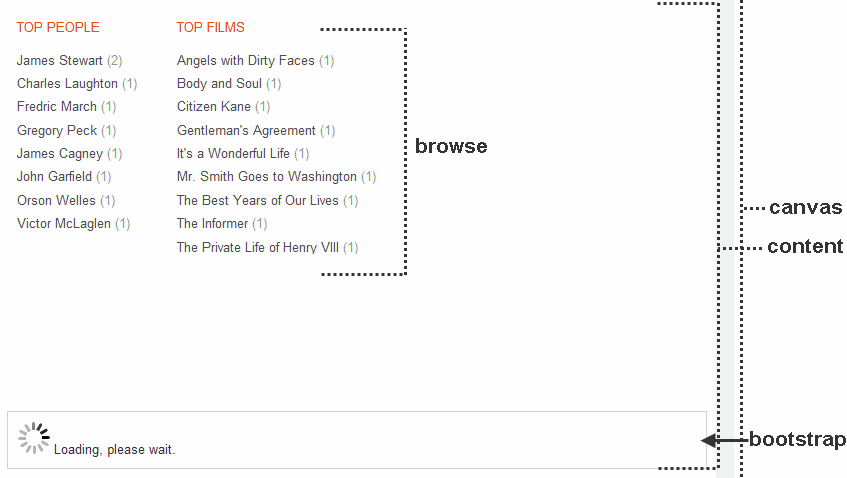 TOP PEOPLE
James Stewart (2)
Charles Laughton (1)
Fredric March (1)
Gregory Peck (1)
James Cagney (1)
John Garfield (1)
Orson Welles (1)
Victor McLaglen (1)
TOP FILMS
Angels with Dirty Faces (1)
Body and Soul (1)
Citizen Kane (1)
Gentleman's Agreement (1)
It's a Wonderful Life (1)
Mr. Smith Goes to Washington (1)
The Best Years of Our Lives (1)
The Informer (1)
The Private Life of Henry VIII (1)
browse
canvas
content
Loading, please wait.
bootstrap